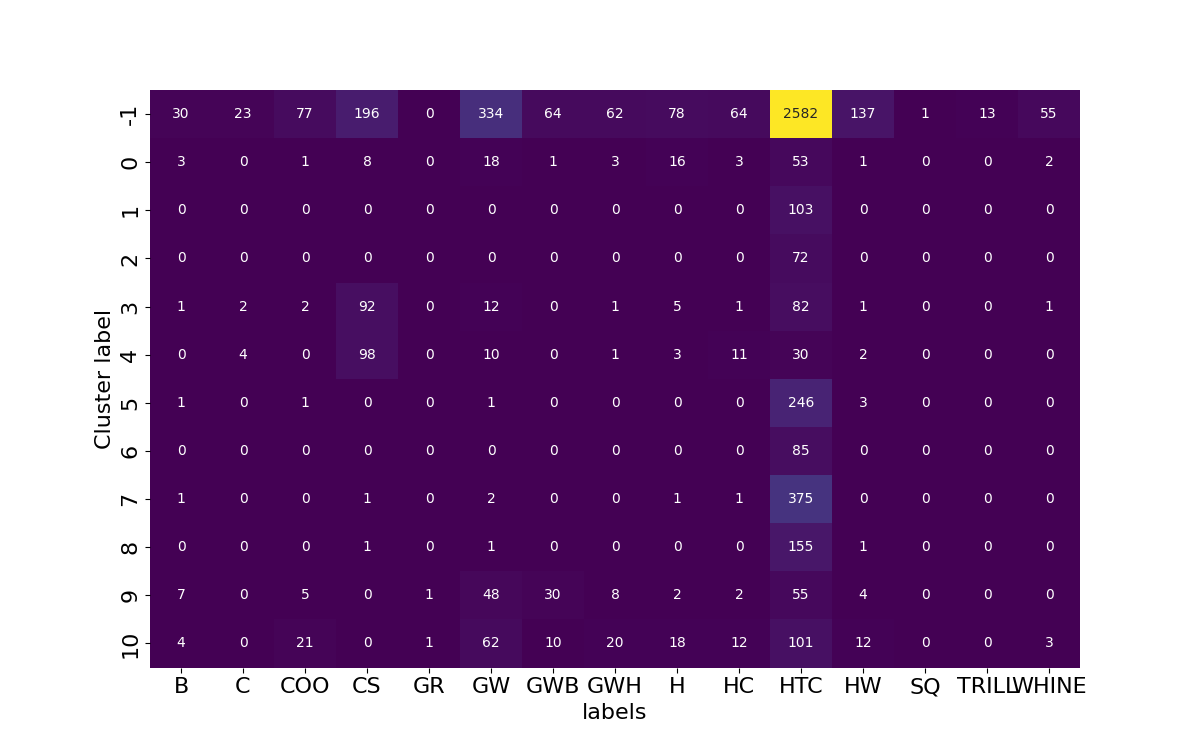 -1 30 23 77 196 0 334 64 62 78 64 2582 137 1 13 55
0 3 0 1 8 0 18 1 3 16 3 53 1 0 0 2
1 0 0 0 0 0 0 0 0 0 0 103 0 0 0 0
2 0 0 0 0 0 0 0 0 0 0 72 0 0 0 0
3 1 2 2 92 0 12 0 1 5 1 82 1 0 0 1
4 0 4 0 98 0 10 0 1 3 11 30 2 0 0 0
5 1 0 1 0 0 1 0 0 0 0 246 3 0 0 0
6 0 0 0 0 0 0 0 0 0 0 85 0 0 0 0
7 1 0 0 1 0 2 0 0 1 1 375 0 0 0 0
8 0 0 0 1 0 1 0 0 0 0 155 1 0 0 0
9 7 0 5 0 1 48 30 8 2 2 55 4 0 0 0
10 4 0 21 0 1 62 10 20 18 12 101 12 0 0 3
Cluster label
B C COO CS GR GW GWB GWH H HC HTC HW SQ TRILL WHINE
labels